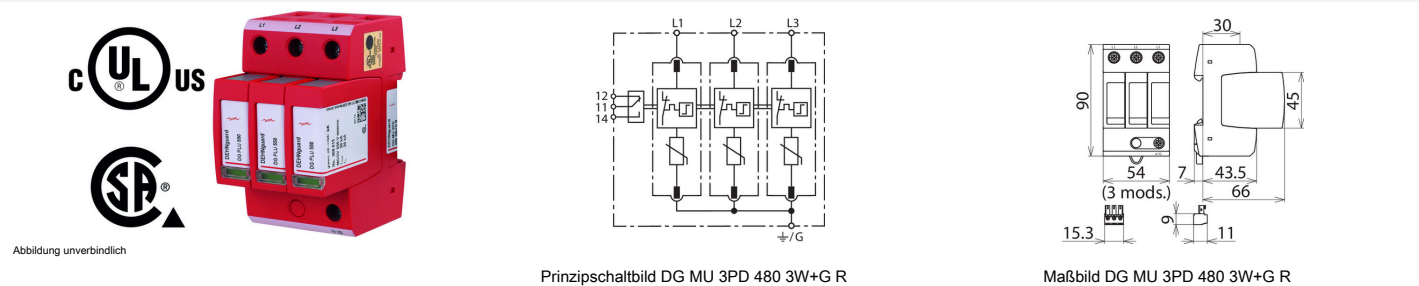 c UL ® US
L1 L2 L3
DEHNguard
DG PLU 550
DEHNguard
DG PLU 550
DEHNguard
DG PLU 550
SA ®
Abbildung unverbindlich
L1 L2 L3
12
11
14
⏚/G
Prinzipschaltbild DG MU 3PD 480 3W+G R
30
90
45
54
(3 mods.)
7
43.5
66
15.3
9
11
Maßbild DG MU 3PD 480 3W+G R